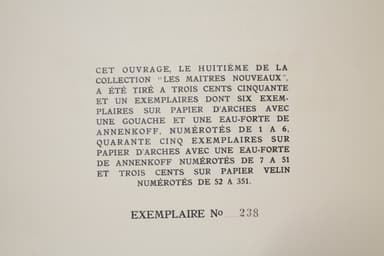 CET OUVRAGE, LE HUITIÈME DE LA
COLLECTION "LES MAITRES NOUVEAUX",
A ÉTÉ TIRÉ A TROIS CENTS CINQUANTE
ET UN EXEMPLAIRES DONT SIX EXEM-
PLAIRES SUR PAPIER D'ARCHES AVEC
UNE GOUACHE ET UNE EAU-FORTE DE
ANNENKOFF, NUMÉROTÉS DE 1 A 6,
QUARANTE CINQ EXEMPLAIRES SUR
PAPIER D'ARCHES AVEC UNE EAU-FORTE
DE ANNENKOFF NUMÉROTÉS DE 7 A 51
ET TROIS CENTS SUR PAPIER VELIN
NUMÉROTÉS DE 52 A 351.
EXEMPLAIRE No 238